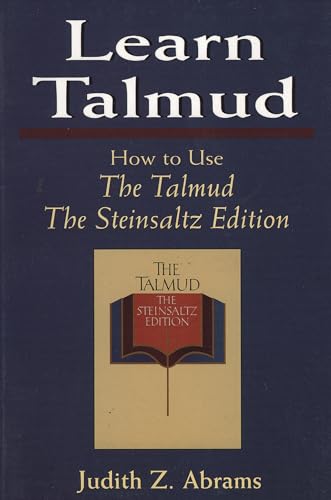 Learn
Talmud
How to Use
The Talmud
The Steinsaltz Edition
THE
TALMUD
THE
STEINSALTZ
EDITION
Judith Z. Abrams